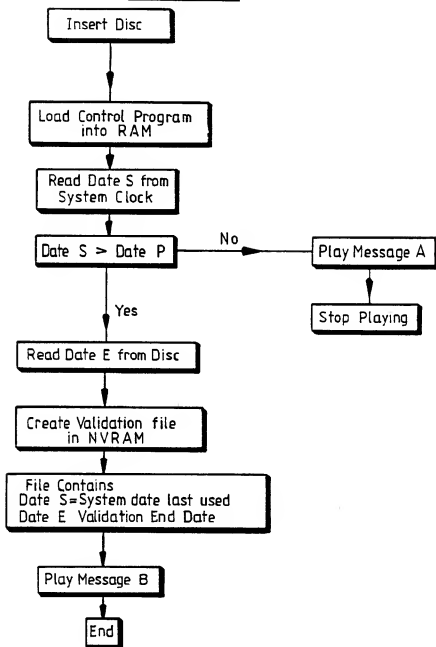 Insert Disc
Load Control Program
into RAM
Read Date S from
System Clock
Date S > Date P
No
Play Message A
Stop Playing
Yes
Read Date E from Disc
Create Validation file
in NVRAM
File Contains
Date S=System date last used
Date E Validation End Date
Play Message B
End